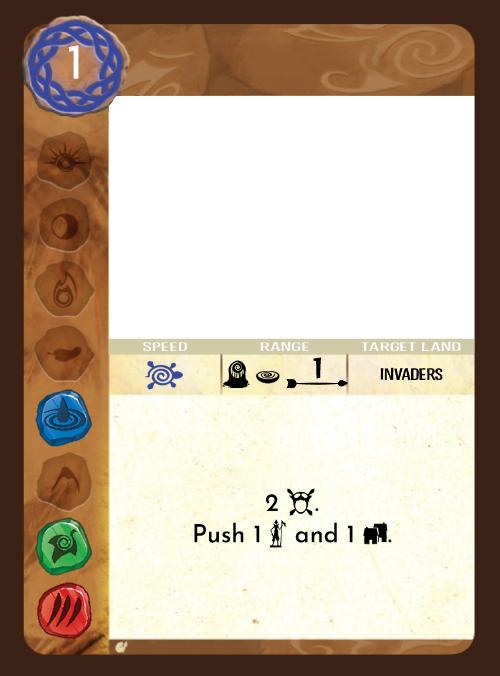 1
SPEED RANGE TARGET LAND
1 INVADERS
2 .
Push 1 and 1 .